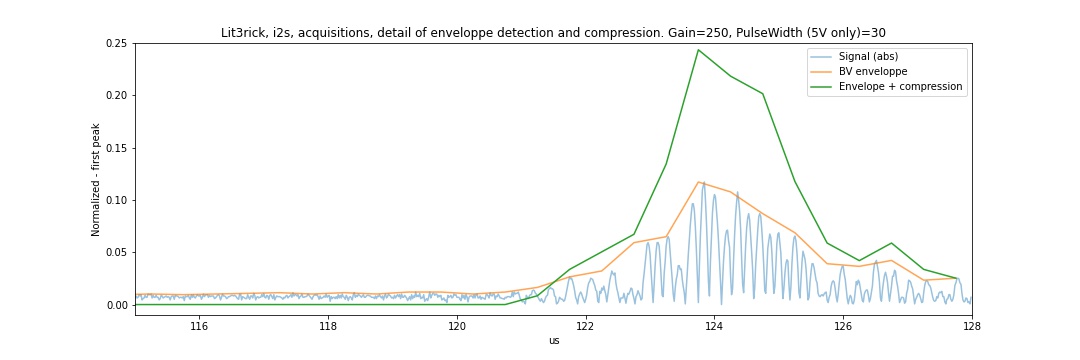 Lit3rick, i2s, acquisitions, detail of enveloppe detection and compression. Gain=250, PulseWidth (5V only)=30
Signal (abs)
BV enveloppe
Envelope + compression
Normalized - first peak
0.25
0.20
0.15
0.10
0.05
0.00
116
118
120
122
124
126
128
us